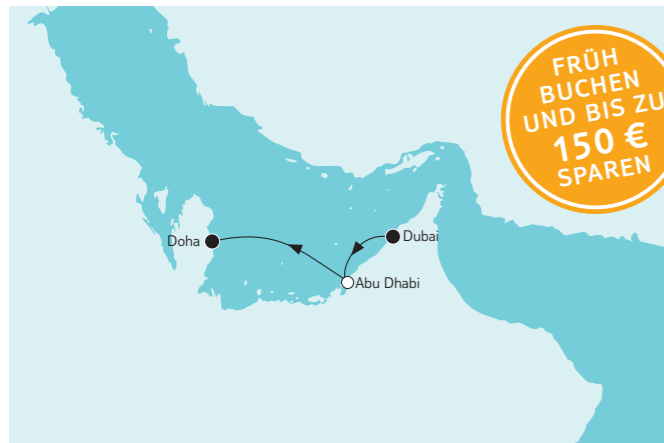 FRÜH
BUCHEN
UND BIS ZU
150 €
SPAREN
Doha
Dubai
Abu Dhabi